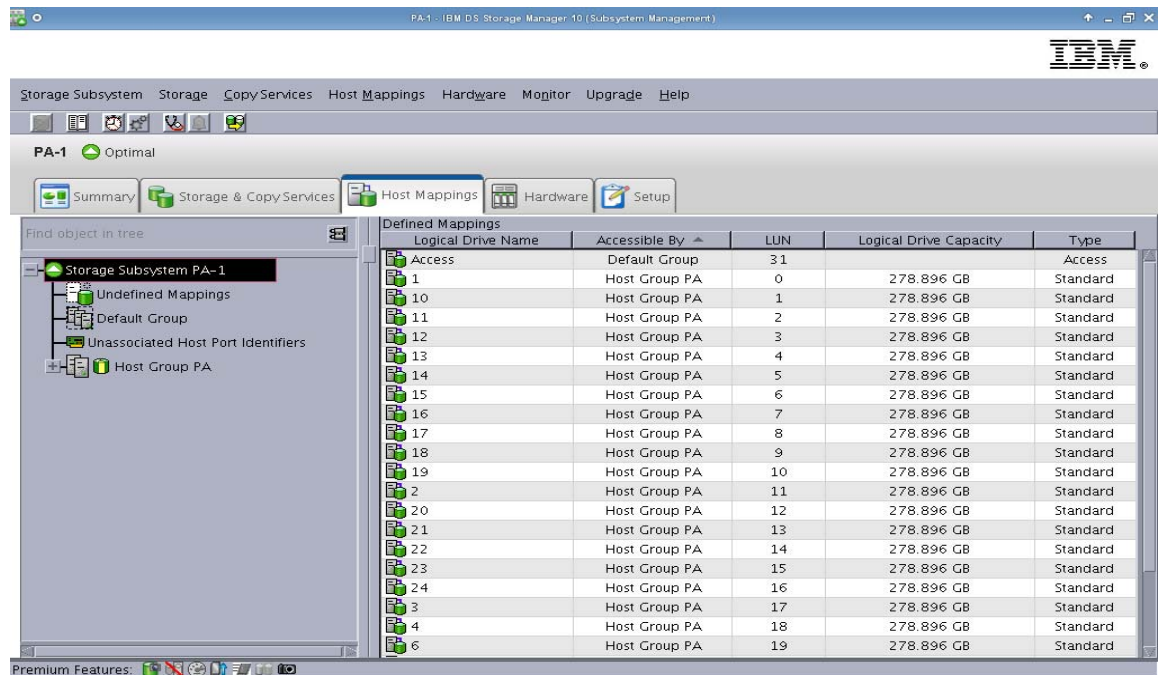 PA-1 - IBM DS Storage Manager 10 (Subsystem Management)
IBM®
Storage Subsystem Storage Copy Services Host Mappings Hardware Monitor Upgrade Help
PA-1 Optimal
Summary Storage & Copy Services Host Mappings Hardware Setup
Find object in tree
Storage Subsystem PA-1
Undefined Mappings
Default Group
Unassociated Host Port Identifiers
Host Group PA
Defined Mappings
Logical Drive Name Accessible By LUN Logical Drive Capacity Type
Access Default Group 31 Access
1 Host Group PA 0 278.896 GB Standard
10 Host Group PA 1 278.896 GB Standard
11 Host Group PA 2 278.896 GB Standard
12 Host Group PA 3 278.896 GB Standard
13 Host Group PA 4 278.896 GB Standard
14 Host Group PA 5 278.896 GB Standard
15 Host Group PA 6 278.896 GB Standard
16 Host Group PA 7 278.896 GB Standard
17 Host Group PA 8 278.896 GB Standard
18 Host Group PA 9 278.896 GB Standard
19 Host Group PA 10 278.896 GB Standard
2 Host Group PA 11 278.896 GB Standard
20 Host Group PA 12 278.896 GB Standard
21 Host Group PA 13 278.896 GB Standard
22 Host Group PA 14 278.896 GB Standard
23 Host Group PA 15 278.896 GB Standard
24 Host Group PA 16 278.896 GB Standard
3 Host Group PA 17 278.896 GB Standard
4 Host Group PA 18 278.896 GB Standard
6 Host Group PA 19 278.896 GB Standard
Premium Features: